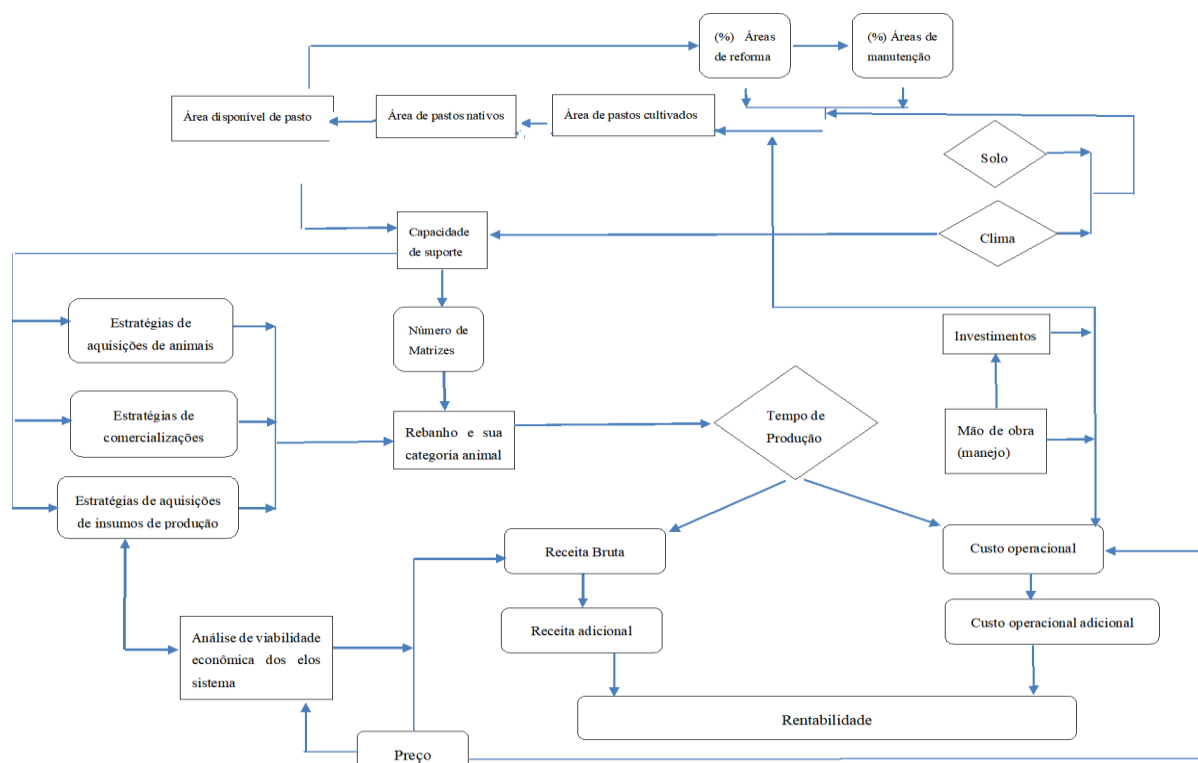 (%) Áreas
de reforma
(%) Áreas de
manutenção
Área disponível de pasto
Área de pastos nativos
Área de pastos cultivados
Solo
Clima
Capacidade
de suporte
Estratégias de
aquisições de animais
Número de
Matrizes
Investimentos
Estratégias de
comercializações
Rebanho e sua
categoria animal
Tempo de
Produção
Mão de obra
(manejo)
Estratégias de aquisições
de insumos de produção
Receita Bruta
Custo operacional
Receita adicional
Custo operacional adicional
Análise de viabilidade
econômica dos elos
sistema
Rentabilidade
Preço